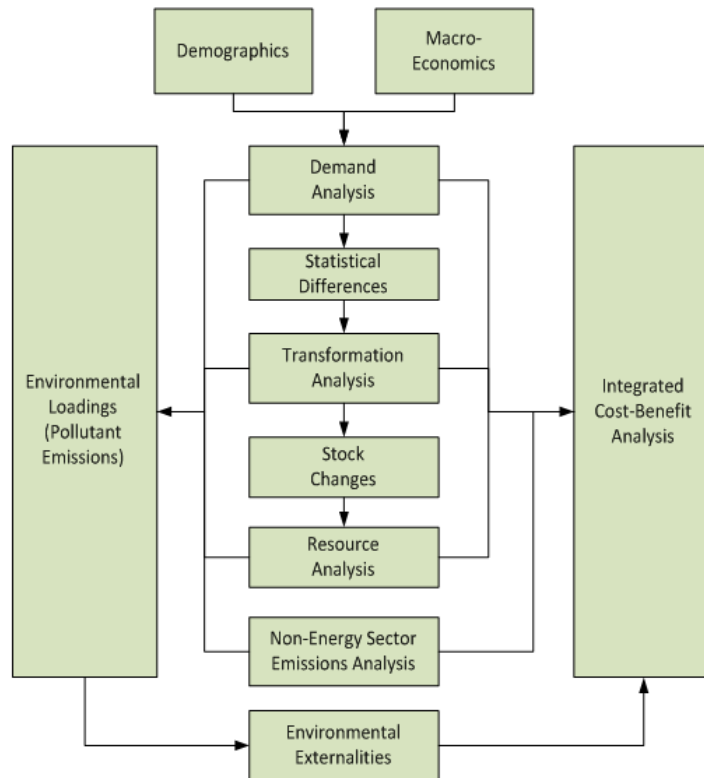 Demographics
Macro-
Economics
Demand
Analysis
Statistical
Differences
Transformation
Analysis
Environmental
Loadings
(Pollutant
Emissions)
Integrated
Cost-Benefit
Analysis
Stock
Changes
Resource
Analysis
Non-Energy Sector
Emissions Analysis
Environmental
Externalities